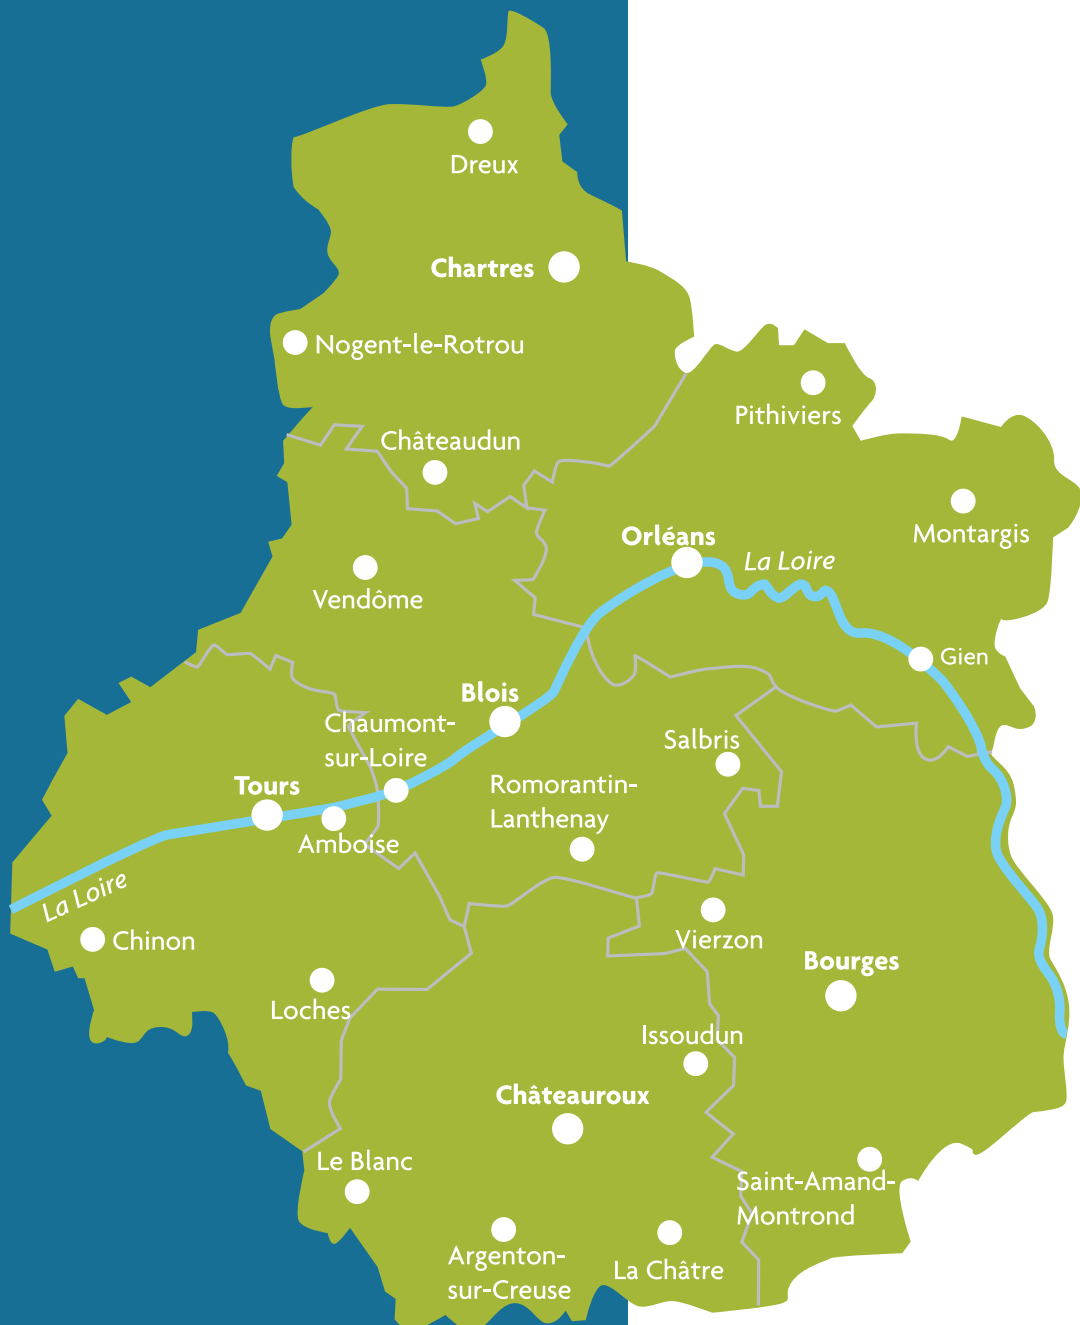 Dreux
Chartres
Nogent-le-Rotrou
Pithiviers
Châteaudun
Montargis
Orléans
La Loire
Vendôme
Gien
Blois
Chaumont-
sur-Loire
Salbris
Tours
Romorantin-
Lanthenay
Amboise
La Loire
Chinon
Vierzon
Bourges
Loches
Issoudun
Châteauroux
Le Blanc
Saint-Amand-
Montrond
Argenton-
sur-Creuse
La Châtre